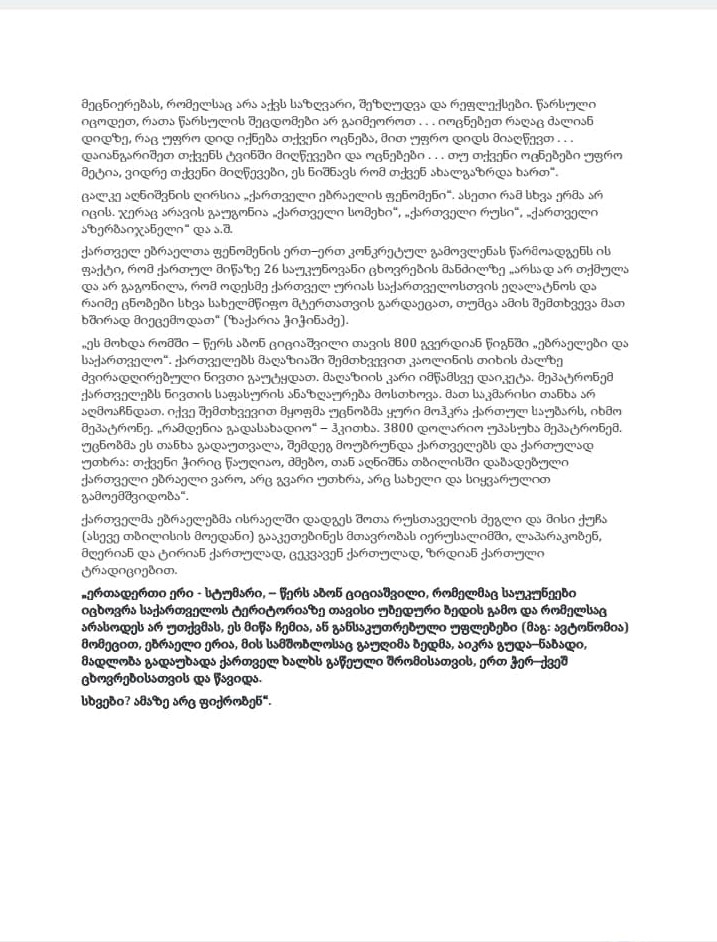 მეცნიერებას, რომელსაც არა აქვს საზღვარი, შეზღუდვა და რეფლექსები. წარსული
იცოდეთ, რათა წარსულის შეცდომები არ გაიმეოროთ . . . იოცნებეთ რაღაც ძალიან
დიდზე, რაც უფრო დიდ იქნება თქვენი ოცნება, მით უფრო დიდს მიაღწევთ . . .
დაიანგარიშეთ თქვენს ტვინში მიღწევები და ოცნებები . . . თუ თქვენი ოცნებები უფრო
მეტია, ვიდრე თქვენი მიღწევები, ეს ნიშნავს რომ თქვენ ახალგაზრდა ხართ“.
ცალკე აღნიშვნის ღირსია „ქართველი ებრაელის ფენომენი“. ასეთი რამ სხვა ერმა არ
იცის. ჯერაც არავის გაუგონია „ქართველი სომეხი“, „ქართველი რუსი“, „ქართველი
აზერბაიჯანელი“ და ა.შ.
ქართველ ებრაელთა ფენომენის ერთ–ერთ კონკრეტულ გამოვლენას წარმოადგენს ის
ფაქტი, რომ ქართულ მიწაზე 26 საუკუნოვანი ცხოვრების მანძილზე „არსად არ თქმულა
და არ გაგონილა, რომ ოდესმე ქართველ ურიას საქართველოსთვის ეღალატნოს და
რაიმე ცნობები სხვა სახელმწიფო მტერთათვის გარდაეცათ, თუმცა ამის შემთხვევა მათ
ხშირად მიეცემოდათ“ (ზაქარია ჭიჭინაძე).
„ეს მოხდა რომში – წერს აბონ ციციაშვილი თავის 800 გვერდიან წიგნში „ებრაელები და
საქართველო“. ქართველებს მაღაზიაში შემთხვევით კაოლინის თიხის ძალზე
ძვირადღირებული ნივთი გაუტყდათ. მაღაზიის კარი იმწამსვე დაიკეტა. მეპატრონემ
ქართველებს ნივთის საფასურის ანაზღაურება მოსთხოვა. მათ საკმარისი თანხა არ
აღმოაჩნდათ. იქვე შემთხვევით მყოფმა უცნობმა ყური მოჰკრა ქართულ საუბარს, იხმო
მეპატრონე. „რამდენია გადასახადიო“ – ჰკითხა. 3800 დოლარიო უპასუხა მეპატრონემ.
უცნობმა ეს თანხა გადაუთვალა, შემდეგ მოუბრუნდა ქართველებს და ქართულად
უთხრა: თქვენი ჭირიც წაუღიაო, ძმებო, თან აღნიშნა თბილისში დაბადებული
ქართველი ებრაელი ვარო, არც გვარი უთხრა, არც სახელი და სიყვარულით
გამოემშვიდობა“.
ქართველმა ებრაელებმა ისრაელში დადგეს შოთა რუსთაველის ძეგლი და მისი ქუჩა
(ასევე თბილისის მოედანი) გააკეთებინეს მთავრობას იერუსალიმში, ლაპარაკობენ,
მღერიან და ტირიან ქართულად, ცეკვავენ ქართულად, ზრდიან ქართული
ტრადიციებით.
„ერთადერთი ერი - სტუმარი, – წერს აბონ ციციაშვილი, რომელმაც საუკუნეები
იცხოვრა საქართველოს ტერიტორიაზე თავისი უბედური ბედის გამო და რომელსაც
არასოდეს არ უთქვმას, ეს მიწა ჩემია, ან განსაკუთრებული უფლებები (მაგ: ავტონომია)
მომეცით, ებრაელი ერია, მის სამშობლოსაც გაუღიმა ბედმა, აიკრა გუდა–ნაბადი,
მადლობა გადაუხადა ქართველ ხალხს გაწეული შრომისათვის, ერთ ჭერ–ქვეშ
ცხოვრებისათვის და წავიდა.
სხვები? ამაზე არც ფიქრობენ“.